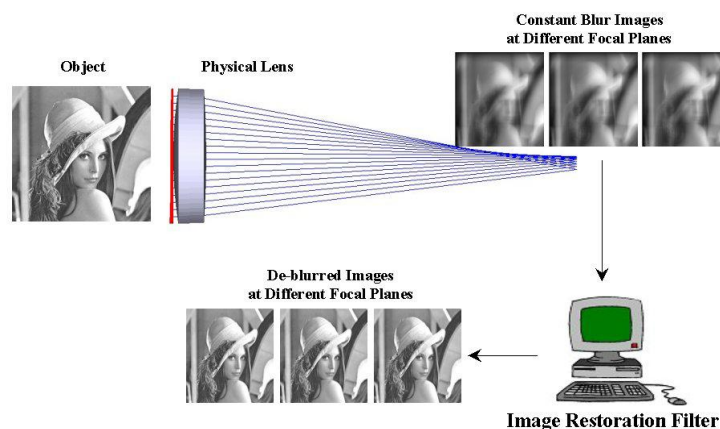 Constant Blur Images
at Different Focal Planes
Object
Physical Lens
De-blurred Images
at Different Focal Planes
Image Restoration Filter